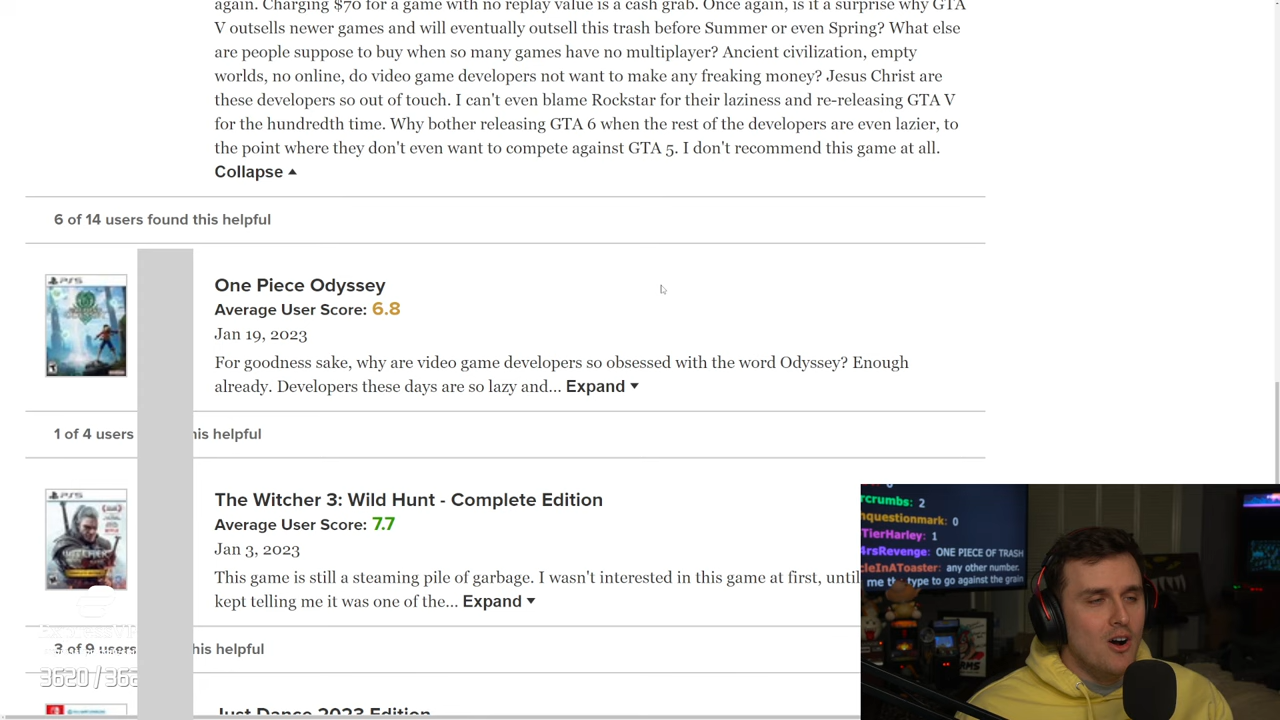 again. Charging $70 for a game with no replay value is a cash grab. Once again, is it a surprise why GTA
V outsells newer games and will eventually outsell this trash before Summer or even Spring? What else
are people suppose to buy when so many games have no multiplayer? Ancient civilization, empty
worlds, no online, do video game developers not want to make any freaking money? Jesus Christ are
these developers so out of touch. I can't even blame Rockstar for their laziness and re-releasing GTA V
for the hundredth time. Why bother releasing GTA 6 when the rest of the developers are even lazier, to
the point where they don't even want to compete against GTA 5. I don't recommend this game at all.
Collapse
6 of 14 users found this helpful
PS5
One Piece Odyssey
Average User Score: 6.8
Jan 19, 2023
For goodness sake, why are video game developers so obsessed with the word Odyssey? Enough
already. Developers these days are so lazy and... Expand
1 of 4 users his helpful
PS5
WITCHER
The Witcher 3: Wild Hunt - Complete Edition
Average User Score: 7.7
Jan 3, 2023
This game is still a steaming pile of garbage. I wasn't interested in this game at first, until
kept telling me it was one of the... Expand
3 of 9 users his helpful
3620 / 362
Just Dance 2023 Edition
rcrumbs: 2
nquestionmark: 0
TierHarley: 1
4rsRevenge: ONE PIECE OF TRASH
cleInAToaster: any other number.
me the type to go against the grain